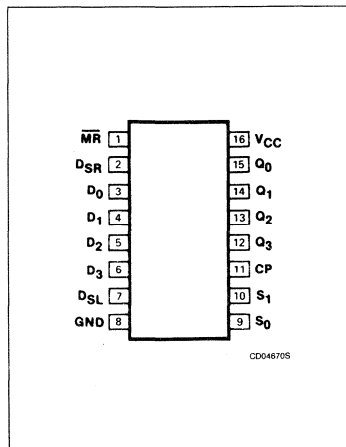 MR 1 16 VCC
DSR 2 15 Q0
D0 3 14 Q1
D1 4 13 Q2
D2 5 12 Q3
D3 6 11 CP
DSL 7 10 S1
GND 8 9 S0
CD04670S